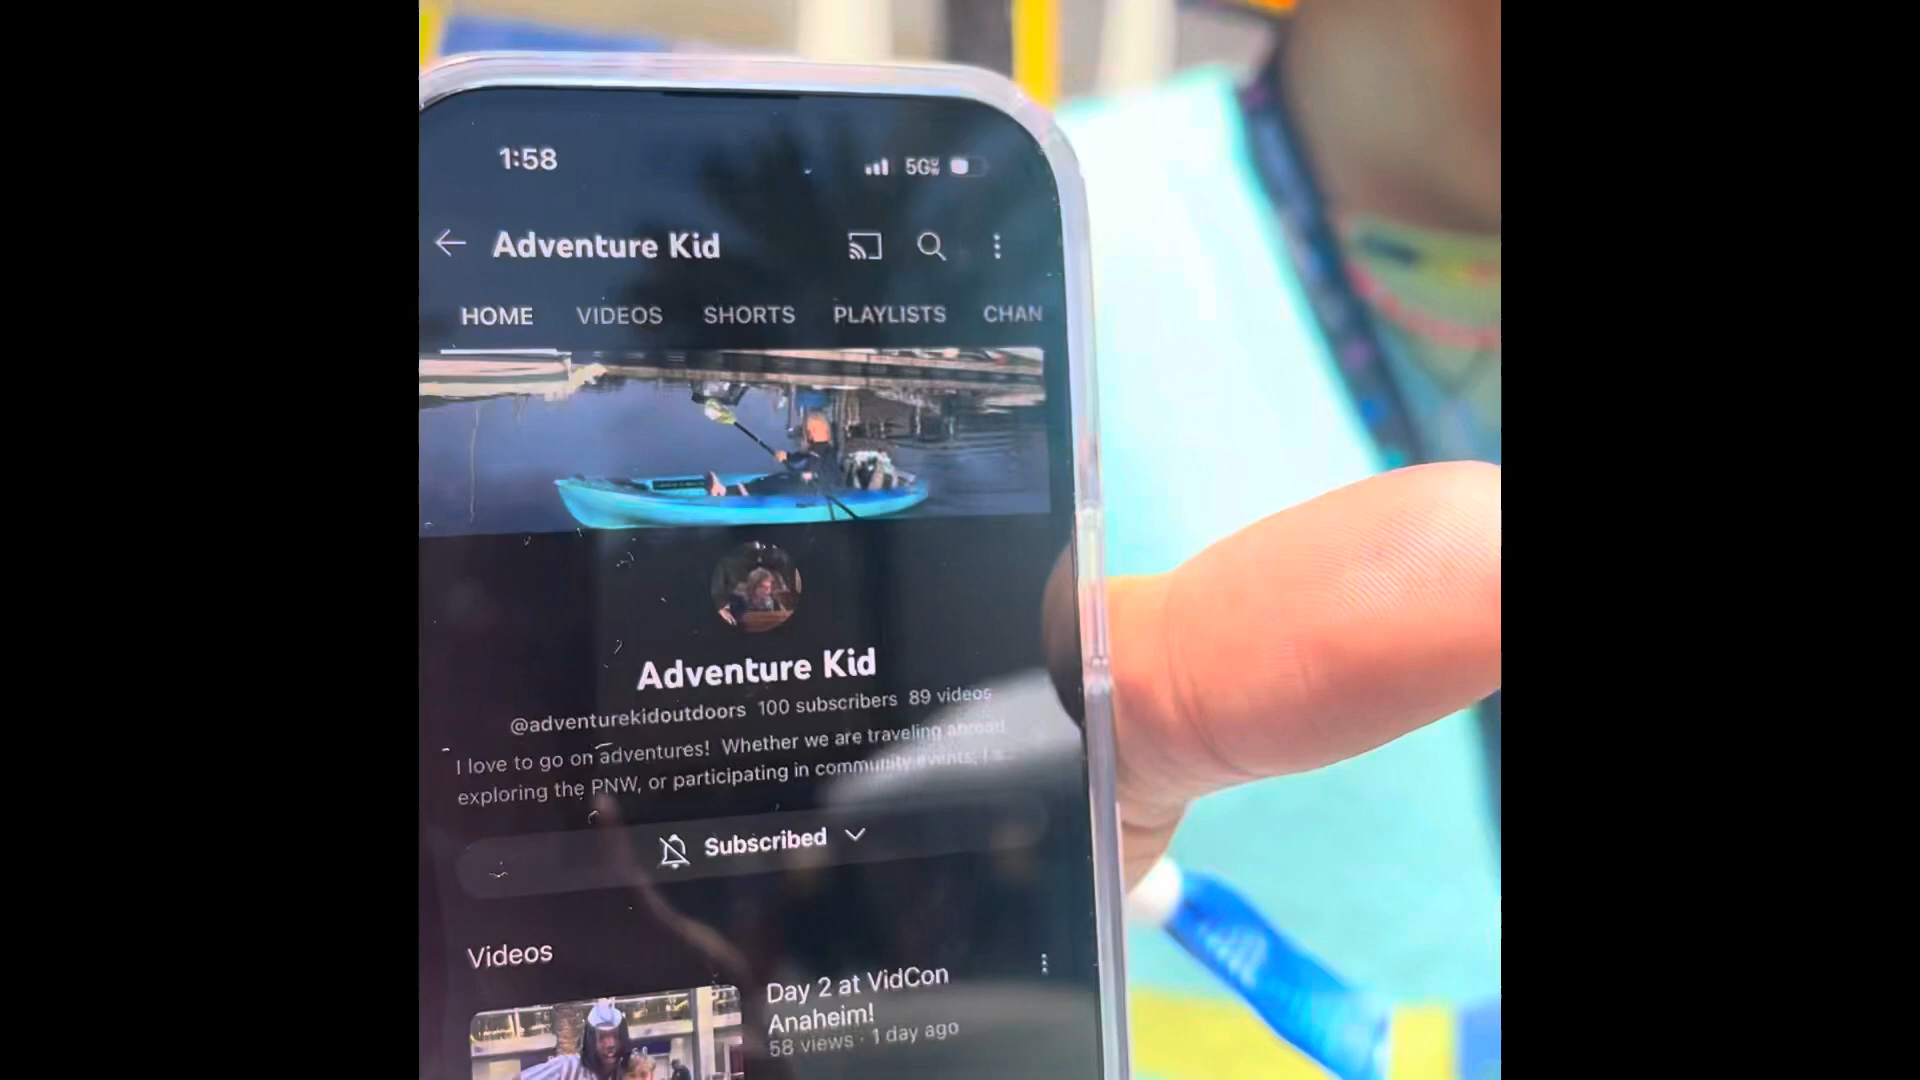 1:58 5G
Adventure Kid
HOME VIDEOS SHORTS PLAYLISTS CHAN
Adventure Kid
@adventurekidoutdoors 100 subscribers 89 videos
I love to go on adventures! Whether we are traveling abroad
exploring the PNW, or participating in community events, I
Subscribed
Videos
Day 2 at VidCon
Anaheim!
58 views · 1 day ago